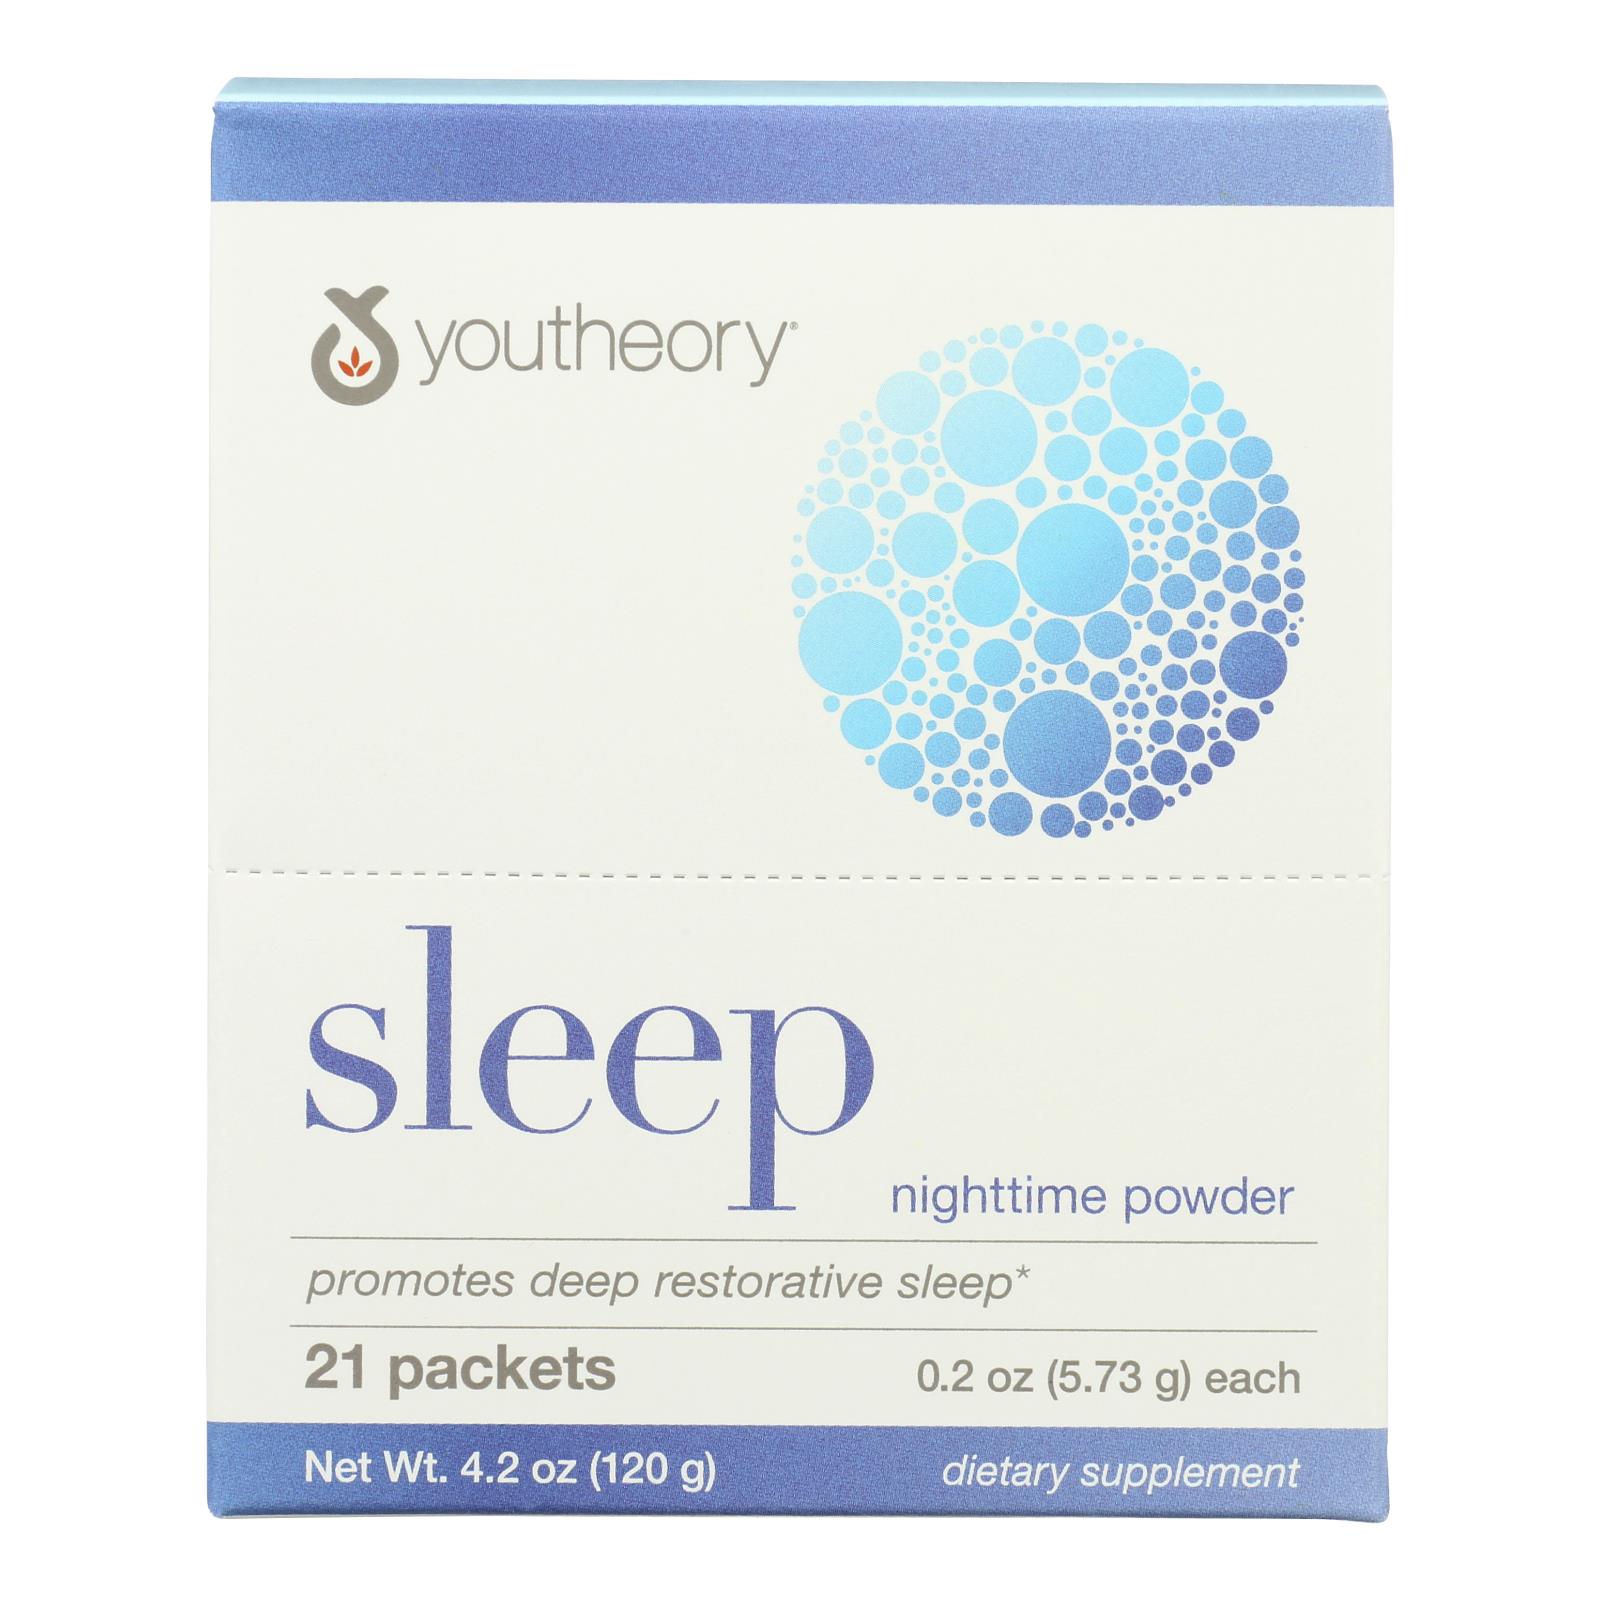 youtheory®
sleep
nighttime powder
promotes deep restorative sleep*
21 packets 0.2 oz (5.73 g) each
Net Wt. 4.2 oz (120 g) dietary supplement